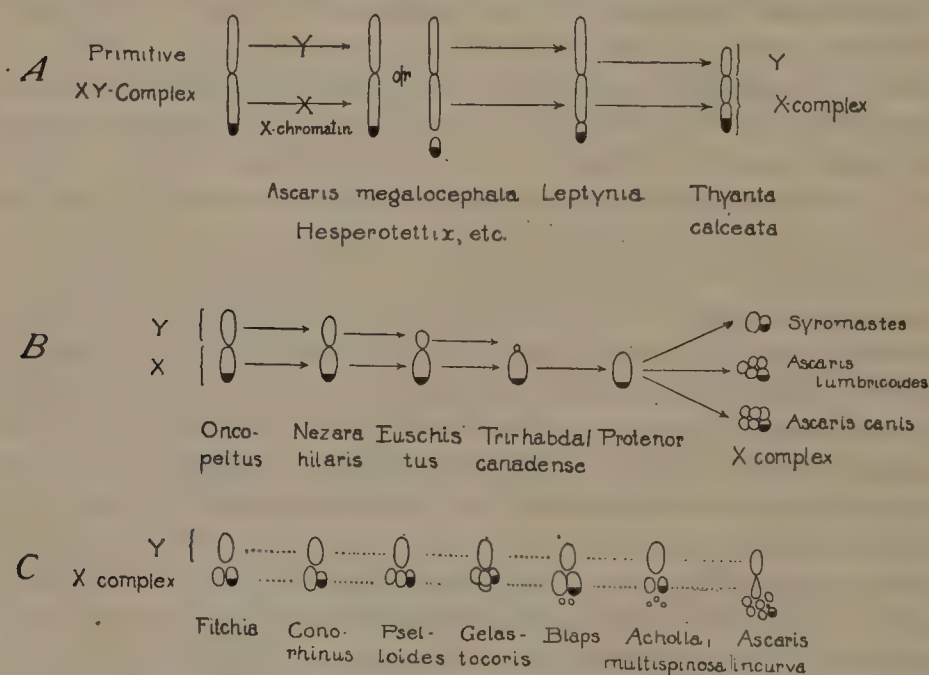 A
Primitive
XY-Complex
Y
X
X-chromatin
or
Y
X-complex
Ascaris megalocephala
Hesperotettix, etc.
Leptynia
Thyanta
calceata
B
Y
X
Onco-
peltus
Nezara
hilaris
Euschis
tus
Trirhabda
canadense
Protenor
Syromastes
Ascaris
lumbricoides
Ascaris canis
X complex
C
Y
X complex
Fitchia
Cono-
rhinus
Psel-
lioides
Gelas-
tocoris
Blaps
Acholla,
multispinosa
Ascaris
incurva